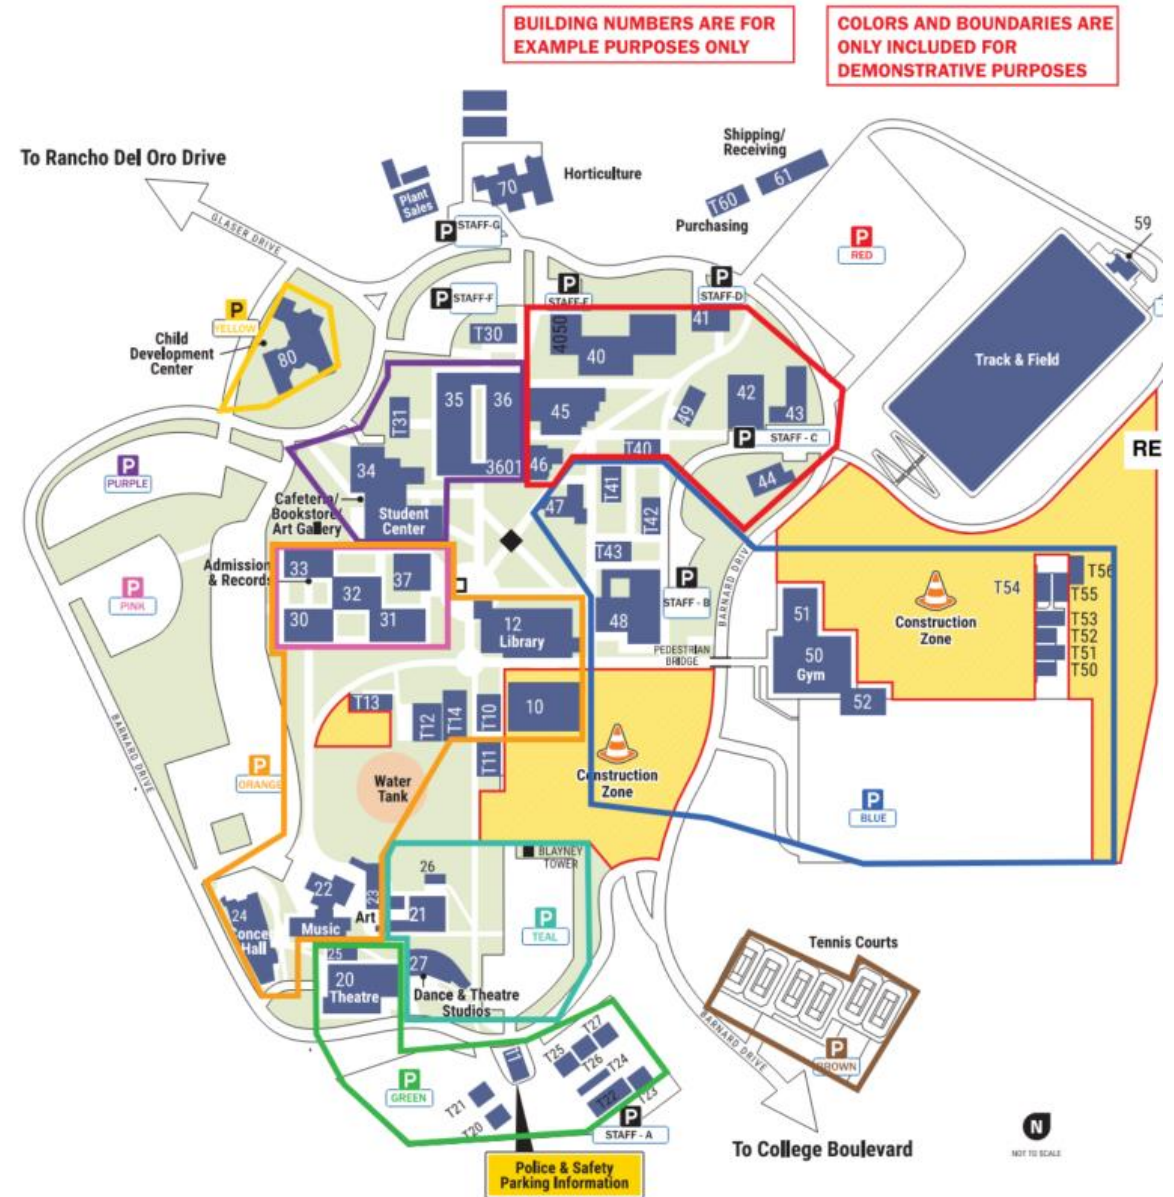 BUILDING NUMBERS ARE FOR
EXAMPLE PURPOSES ONLY
COLORS AND BOUNDARIES ARE
ONLY INCLUDED FOR
DEMONSTRATIVE PURPOSES
To Rancho Del Oro Drive
GLASER DRIVE
Plant
Sales
70
Horticulture
Shipping/
Receiving
61
T60
Purchasing
P
STAFF-G
P
STAFF-F
P
P
STAFF-D
P
RED
59
Track & Field
P
YELLOW
Child
Development
Center
80
T30
4050
40
41
42
43
45
49
P
STAFF - C
T40
44
46
RE
35
36
3601
T31
34
Cafeteria/
Bookstore/
Art Gallery
Student
Center
P
PURPLE
47
T41
T42
T43
48
P
STAFF - B
P
PINK
Admission
& Records
33
37
32
30
31
12
Library
PEDESTRIAN
BRIDGE
51
50
Gym
52
Construction
Zone
T54
T56
T55
T53
T52
T51
T50
BARNARD DRIVE
T13
T12
T14
T10
T11
10
Water
Tank
Construction
Zone
P
ORANGE
P
BLUE
BLAYNEY
TOWER
26
22
23
Art
21
24
Music
Hall
25
20
Theatre
27
Dance & Theatre
Studios
P
TEAL
Tennis Courts
P
BROWN
BARNARD DRIVE
P
GREEN
T21
T20
T25
T27
T26
T24
T22
T23
P
STAFF - A
Police & Safety
Parking Information
To College Boulevard
N
NOT TO SCALE